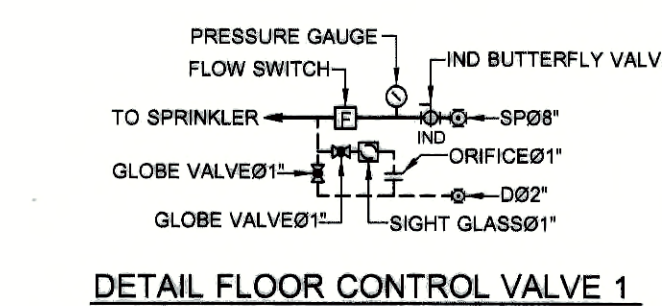 PRESSURE GAUGE
FLOW SWITCH
IND BUTTERFLY VALV
TO SPRINKLER
F
SPØ8"
IND
ORIFICEØ1"
GLOBE VALVEØ1"
DØ2"
GLOBE VALVEØ1"
SIGHT GLASSØ1"
DETAIL FLOOR CONTROL VALVE 1